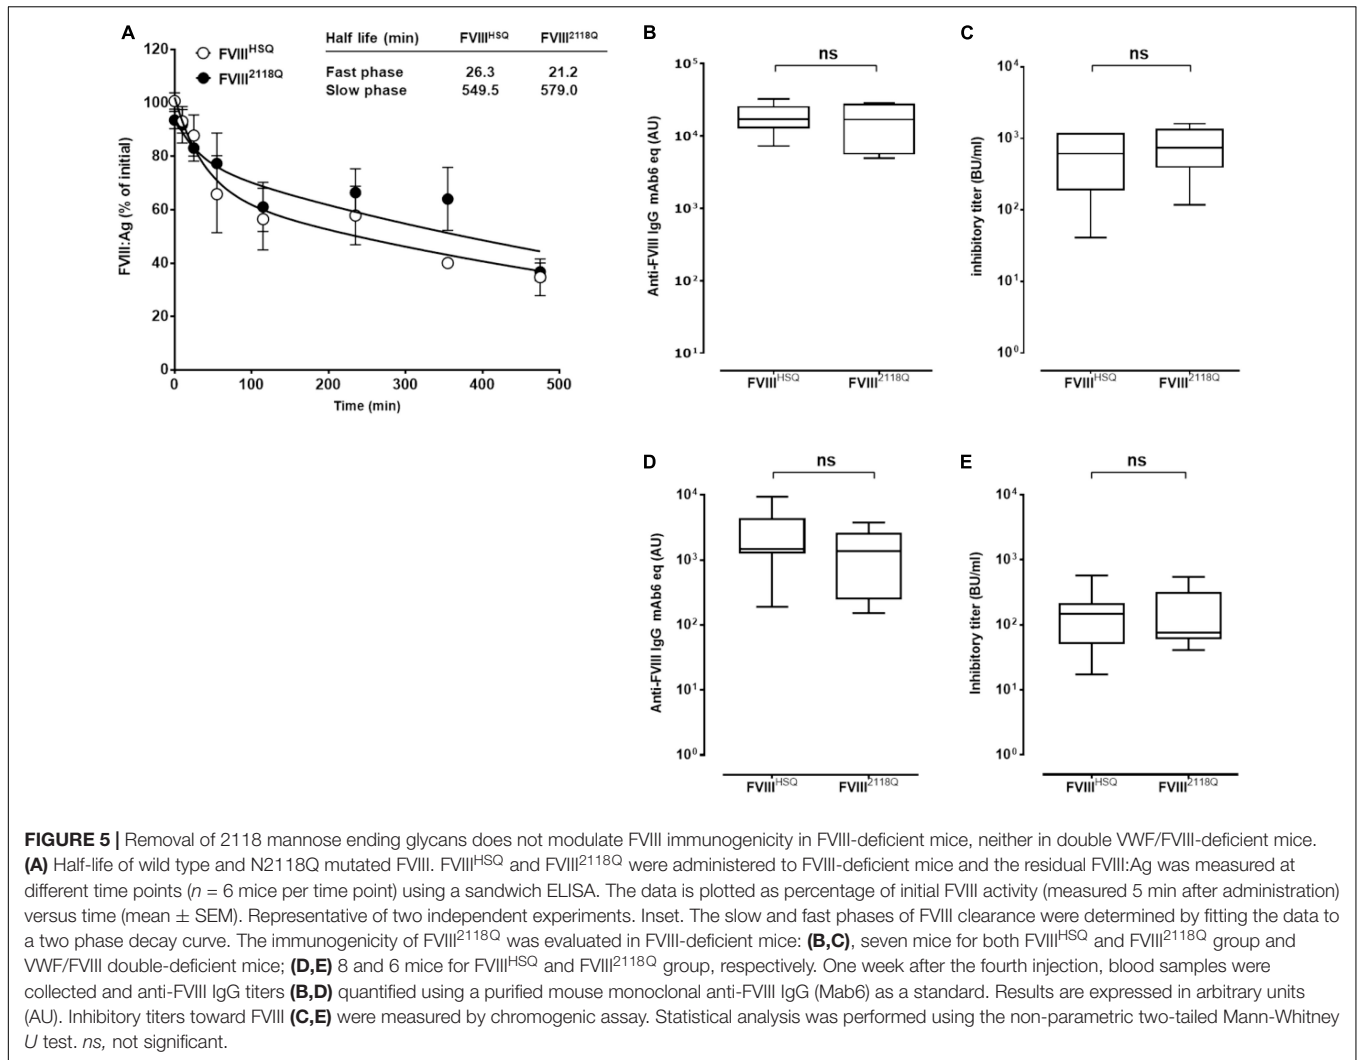 A
120
FVIII^HSQ
FVIII^2118Q
Half life (min) FVIII^HSQ FVIII^2118Q
Fast phase 26.3 21.2
Slow phase 549.5 579.0
100
80
60
40
20
0
FVIII:Ag (% of initial)
0 100 200 300 400 500
Time (min)
B
ns
10^5
10^4
10^3
10^2
10^1
Anti-FVIII IgG mAb6 eq (AU)
FVIII^HSQ FVIII^2118Q
C
ns
10^4
10^3
10^2
10^1
10^0
inhibitory titer (BU/ml)
FVIII^HSQ FVIII^2118Q
D
ns
10^4
10^3
10^2
10^1
10^0
Anti-FVIII IgG mAb6 eq (AU)
FVIII^HSQ FVIII^2118Q
E
ns
10^4
10^3
10^2
10^1
10^0
Inhibitory titer (BU/ml)
FVIII^HSQ FVIII^2118Q
FIGURE 5 | Removal of 2118 mannose ending glycans does not modulate FVIII immunogenicity in FVIII-deficient mice, neither in double VWF/FVIII-deficient mice.
(A) Half-life of wild type and N2118Q mutated FVIII. FVIII^HSQ and FVIII^2118Q were administered to FVIII-deficient mice and the residual FVIII:Ag was measured at
different time points (n = 6 mice per time point) using a sandwich ELISA. The data is plotted as percentage of initial FVIII activity (measured 5 min after administration)
versus time (mean ± SEM). Representative of two independent experiments. Inset. The slow and fast phases of FVIII clearance were determined by fitting the data to
a two phase decay curve. The immunogenicity of FVIII^2118Q was evaluated in FVIII-deficient mice: (B,C), seven mice for both FVIII^HSQ and FVIII^2118Q group and
VWF/FVIII double-deficient mice; (D,E) 8 and 6 mice for FVIII^HSQ and FVIII^2118Q group, respectively. One week after the fourth injection, blood samples were
collected and anti-FVIII IgG titers (B,D) quantified using a purified mouse monoclonal anti-FVIII IgG (Mab6) as a standard. Results are expressed in arbitrary units
(AU). Inhibitory titers toward FVIII (C,E) were measured by chromogenic assay. Statistical analysis was performed using the non-parametric two-tailed Mann-Whitney
U test. ns, not significant.